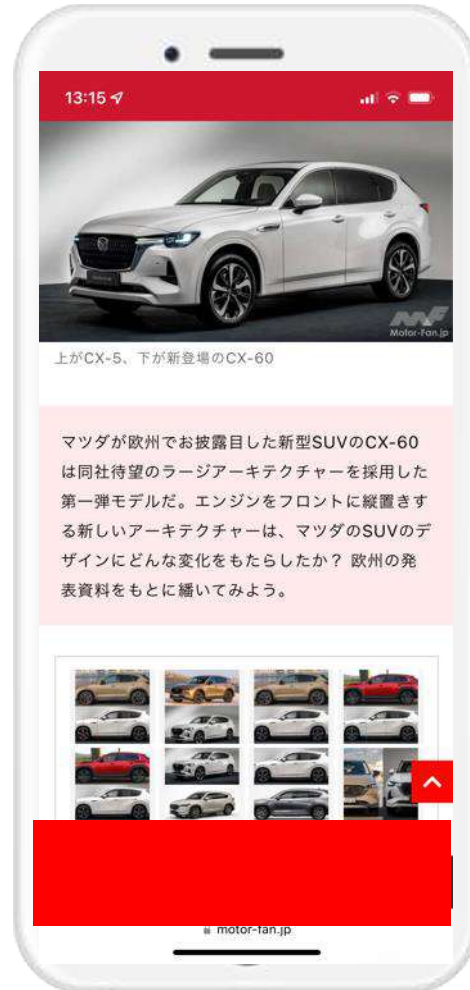 13:15
Motor-Fan.jp
上がCX-5、下が新登場のCX-60
マツダが欧州でお披露目した新型SUVのCX-60
は同社待望のラージアーキテクチャーを採用した
第一弾モデルだ。エンジンをフロントに縦置きす
る新しいアーキテクチャーは、マツダのSUVのデ
ザインにどんな変化をもたらしたか？ 欧州の発
表資料をもとに繙いてみよう。
motor-fan.jp